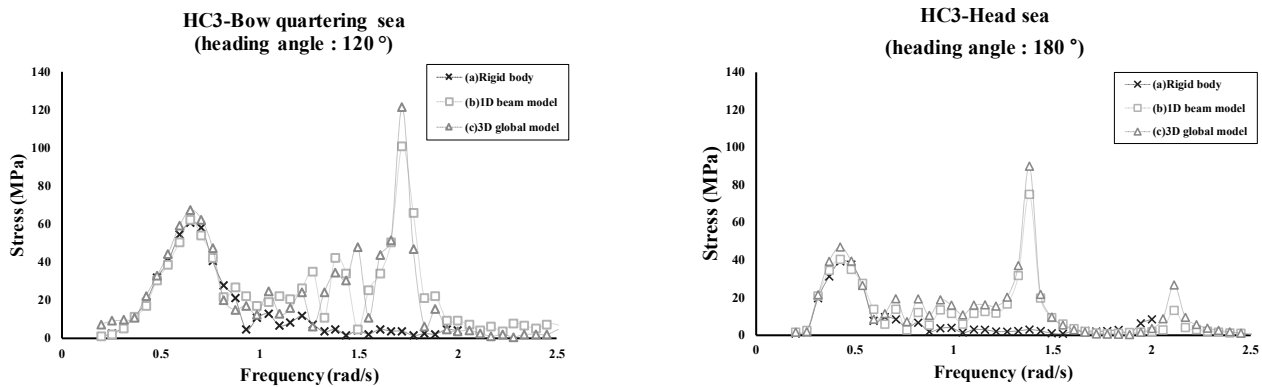 HC3-Bow quartering sea
(heading angle : 120 °)
140
120
100
80
60
40
20
0
Stress (MPa)
(a)Rigid body
(b)1D beam model
(c)3D global model
0
0.5
1
1.5
2
2.5
Frequency (rad/s)
HC3-Head sea
(heading angle : 180 °)
140
120
100
80
60
40
20
0
Stress (MPa)
(a)Rigid body
(b)1D beam model
(c)3D global model
0
0.5
1
1.5
2
2.5
Frequency (rad/s)